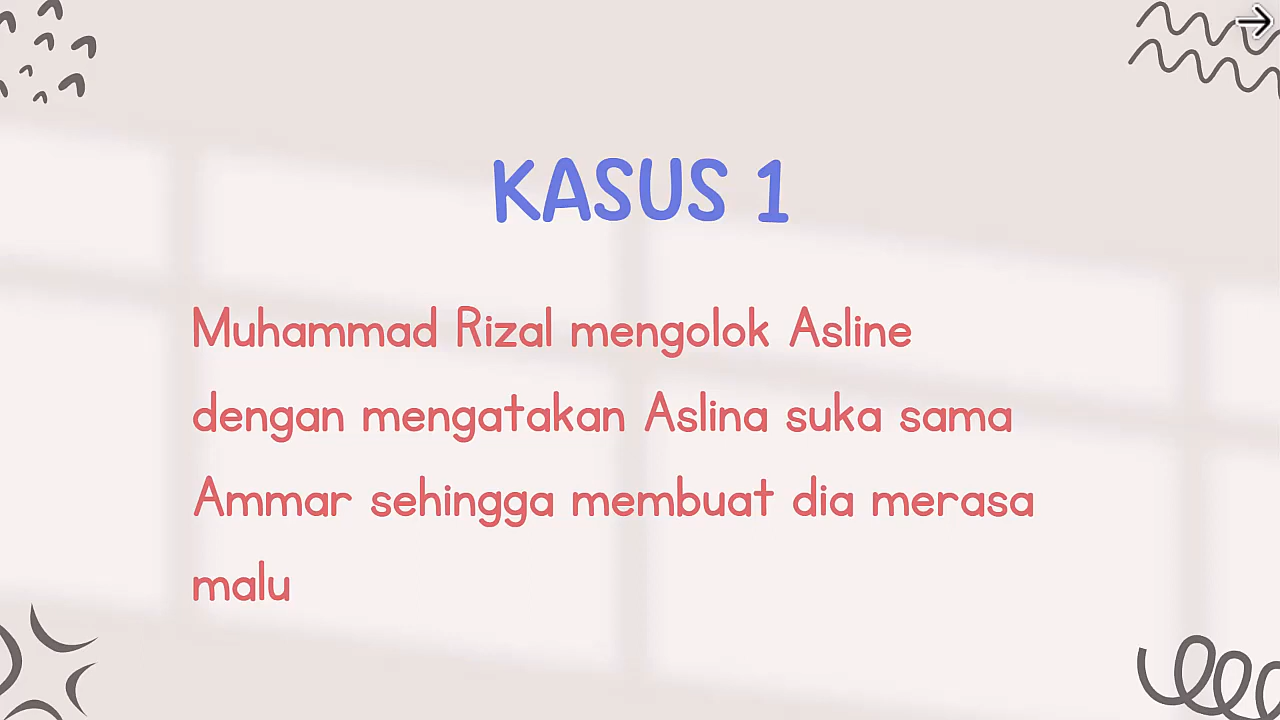 KASUS 1
Muhammad Rizal mengolok Asline
dengan mengatakan Aslina suka sama
Ammar sehingga membuat dia merasa
malu